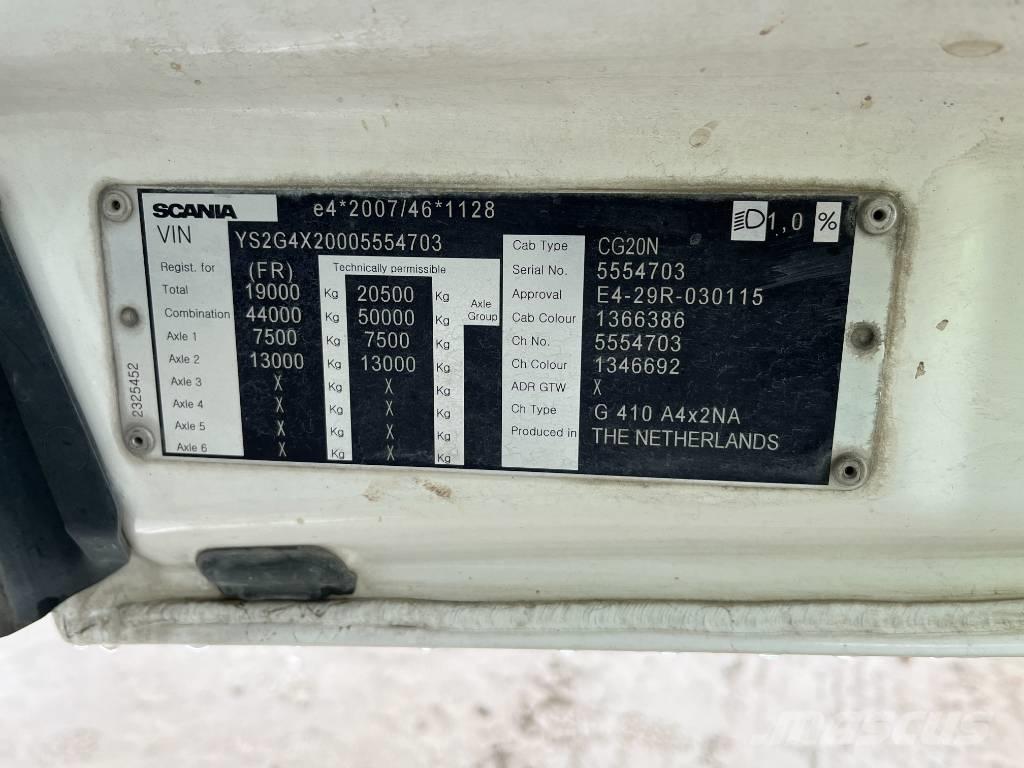 SCANIA e4*2007/46*1128 1,0 %
VIN YS2G4X20005554703
Regist. for (FR) Technically permissible
Total 19000 Kg 20500 Kg
Combination 44000 Kg 50000 Kg Axle Group
Axle 1 7500 Kg 7500 Kg
Axle 2 13000 Kg 13000 Kg
Axle 3 X Kg X Kg
Axle 4 X Kg X Kg
Axle 5 X Kg X Kg
Axle 6 X Kg X Kg
Cab Type CG20N
Serial No. 5554703
Approval E4-29R-030115
Cab Colour 1366386
Ch No. 5554703
Ch Colour 1346692
ADR GTW X
Ch Type G 410 A4x2NA
Produced in THE NETHERLANDS
2325452
mascus